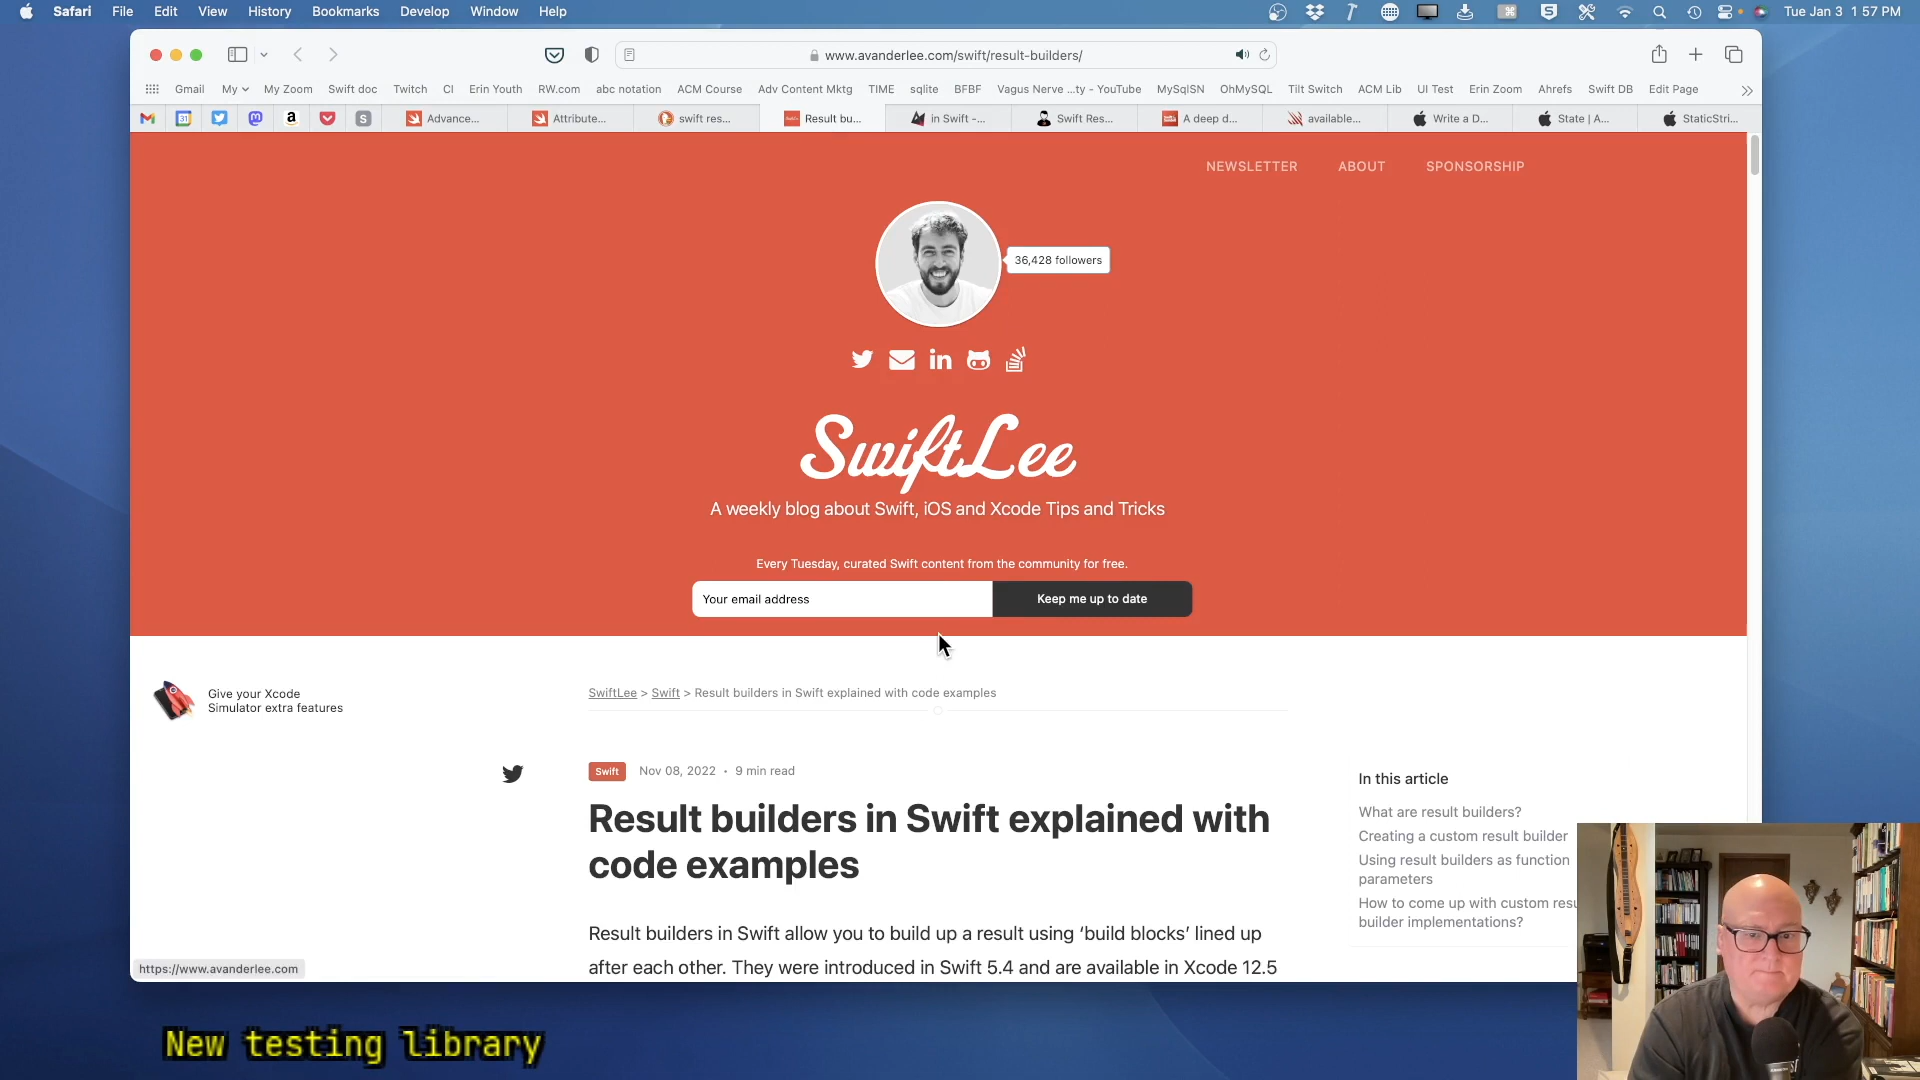 Safari File Edit View History Bookmarks Develop Window Help
Tue Jan 3 1 57 PM
www.avanderlee.com/swift/result-builders/
Gmail My My Zoom Swift doc Twitch CI Erin Youth RW.com abc notation ACM Course Adv Content Mktg TIME sqlite BFBF Vagus Nerve ...ty - YouTube MySqlSN OhMySQL Tilt Switch ACM Lib UI Test Erin Zoom Ahrefs Swift DB Edit Page
31 a S Advance... Attribute... swift res... Result bu... in Swift -... Swift Res... A deep d... available... Write a D... State | A... StaticStri...
NEWSLETTER ABOUT SPONSORSHIP
36,428 followers
SwiftLee
A weekly blog about Swift, iOS and Xcode Tips and Tricks
Every Tuesday, curated Swift content from the community for free.
Your email address Keep me up to date
Give your Xcode
Simulator extra features
SwiftLee > Swift > Result builders in Swift explained with code examples
Swift Nov 08, 2022 • 9 min read
Result builders in Swift explained with
code examples
Result builders in Swift allow you to build up a result using ‘build blocks’ lined up
after each other. They were introduced in Swift 5.4 and are available in Xcode 12.5
In this article
What are result builders?
Creating a custom result builder
Using result builders as function
parameters
How to come up with custom resu
builder implementations?
https://www.avanderlee.com
New testing library